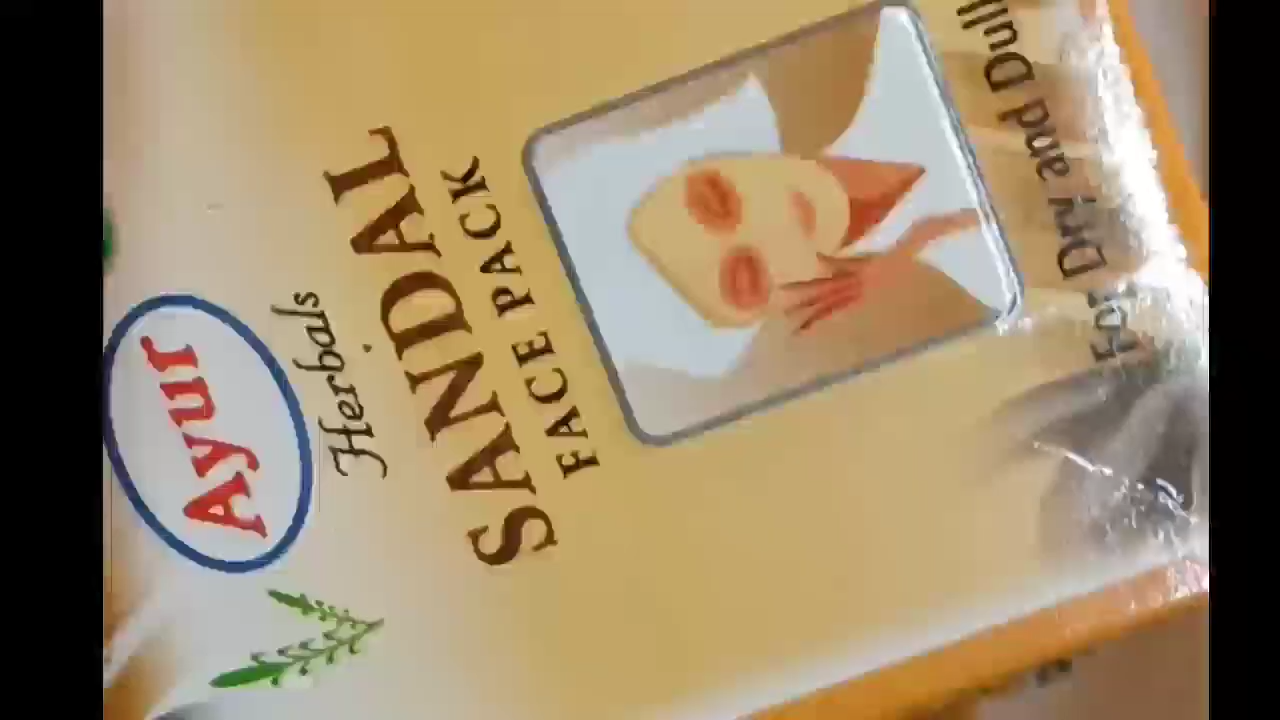 Ayur
Herbals
SANDAL
FACE PACK
For Dry and Dull